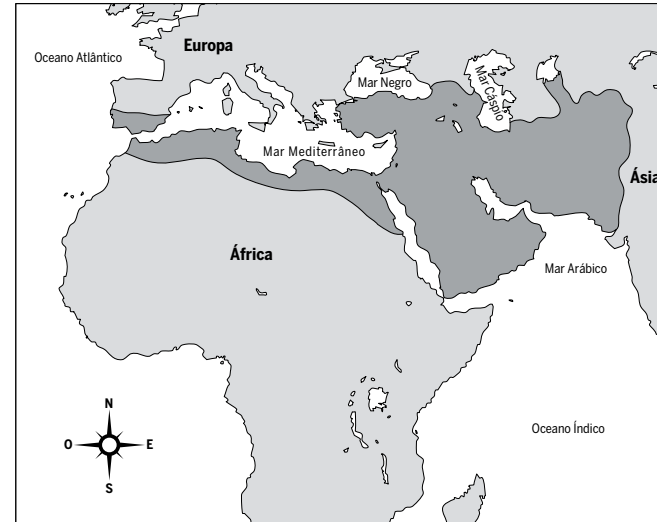 Oceano Atlântico
Europa
Mar Negro
Mar Cáspio
Mar Mediterrâneo
Ásia
África
Mar Arábico
Oceano Índico
N
O
E
S